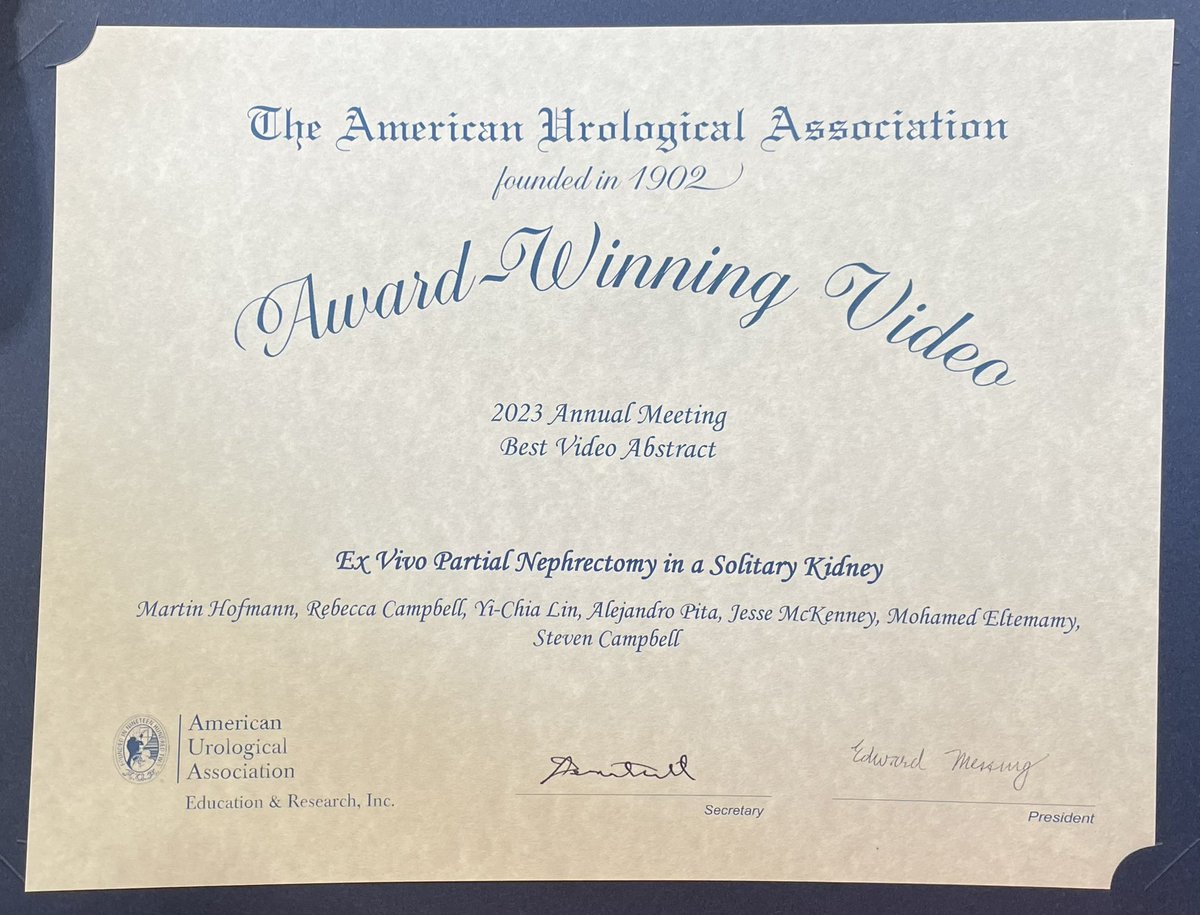 The American Urological Association
founded in 1902
Award-Winning Video
2023 Annual Meeting
Best Video Abstract
Ex Vivo Partial Nephrectomy in a Solitary Kidney
Martin Hofmann, Rebecca Campbell, Yi-Chia Lin, Alejandro Pita, Jesse McKenney, Mohamed Eltemamy,
Steven Campbell
American
Urological
Association
Education & Research, Inc.
Secretary
Edward Messing
President